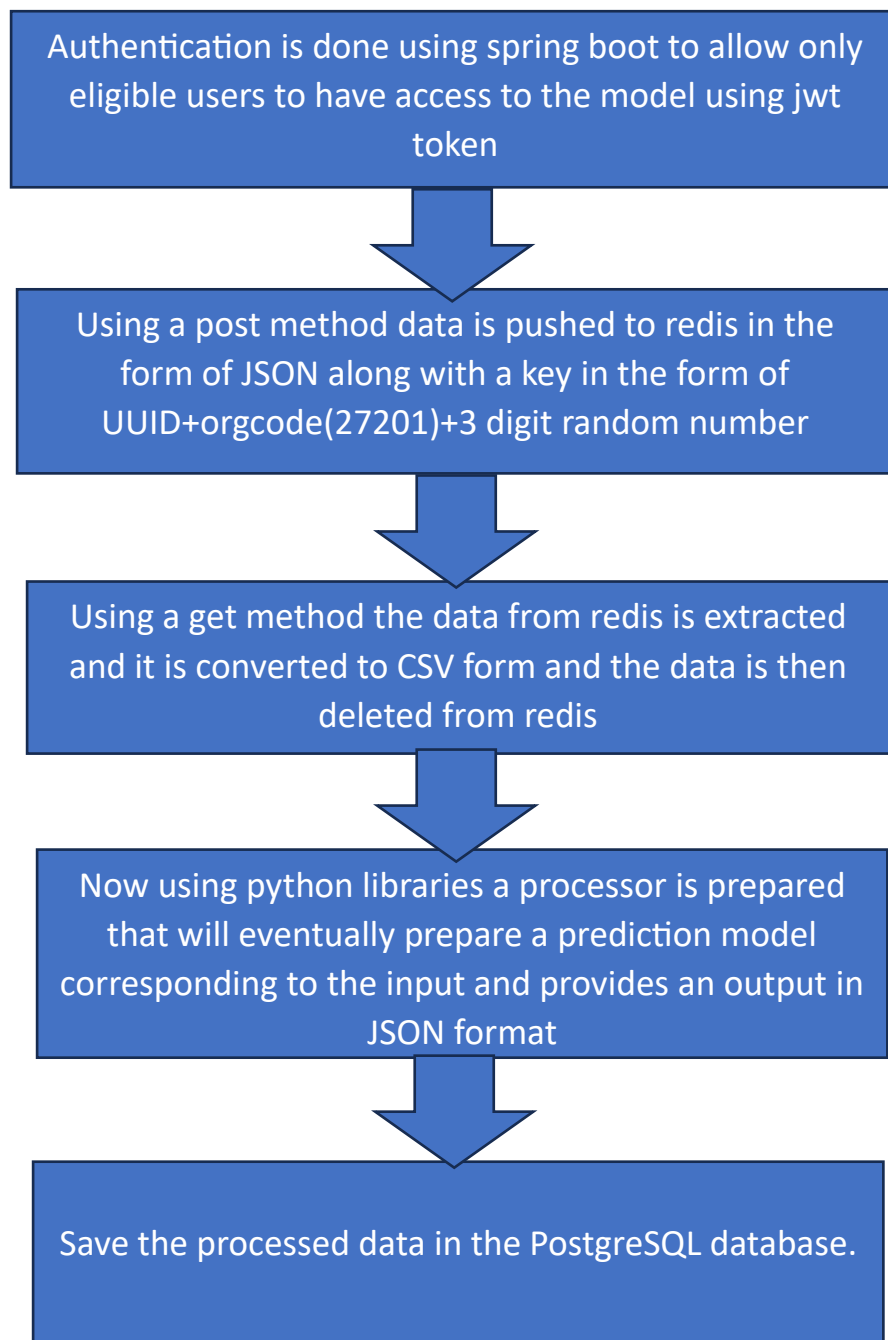 Authentication is done using spring boot to allow only
eligible users to have access to the model using jwt
token
Using a post method data is pushed to redis in the
form of JSON along with a key in the form of
UUID+orgcode(27201)+3 digit random number
Using a get method the data from redis is extracted
and it is converted to CSV form and the data is then
deleted from redis
Now using python libraries a processor is prepared
that will eventually prepare a prediction model
corresponding to the input and provides an output in
JSON format
Save the processed data in the PostgreSQL database.